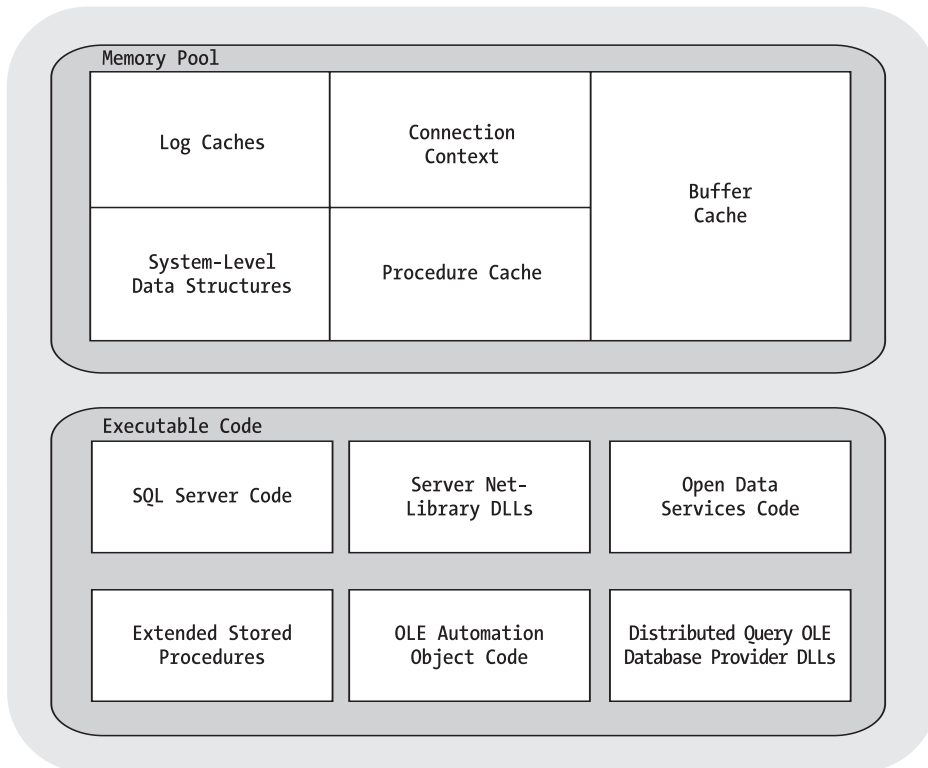 Memory Pool
Log Caches
Connection
Context
Buffer
Cache
System-Level
Data Structures
Procedure Cache
Executable Code
SQL Server Code
Server Net-
Library DLLs
Open Data
Services Code
Extended Stored
Procedures
OLE Automation
Object Code
Distributed Query OLE
Database Provider DLLs